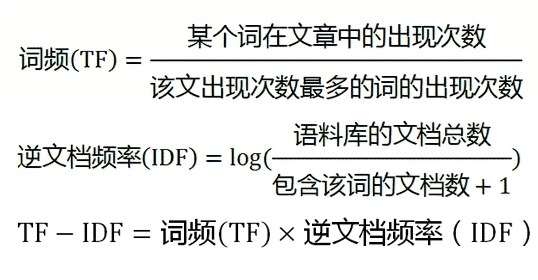 词频(TF) = 某个词在文章中的出现次数 / 该文出现次数最多的词的出现次数
逆文档频率(IDF) = log(语料库的文档总数 / 包含该词的文档数 + 1)
TF − IDF = 词频(TF) × 逆文档频率（IDF）